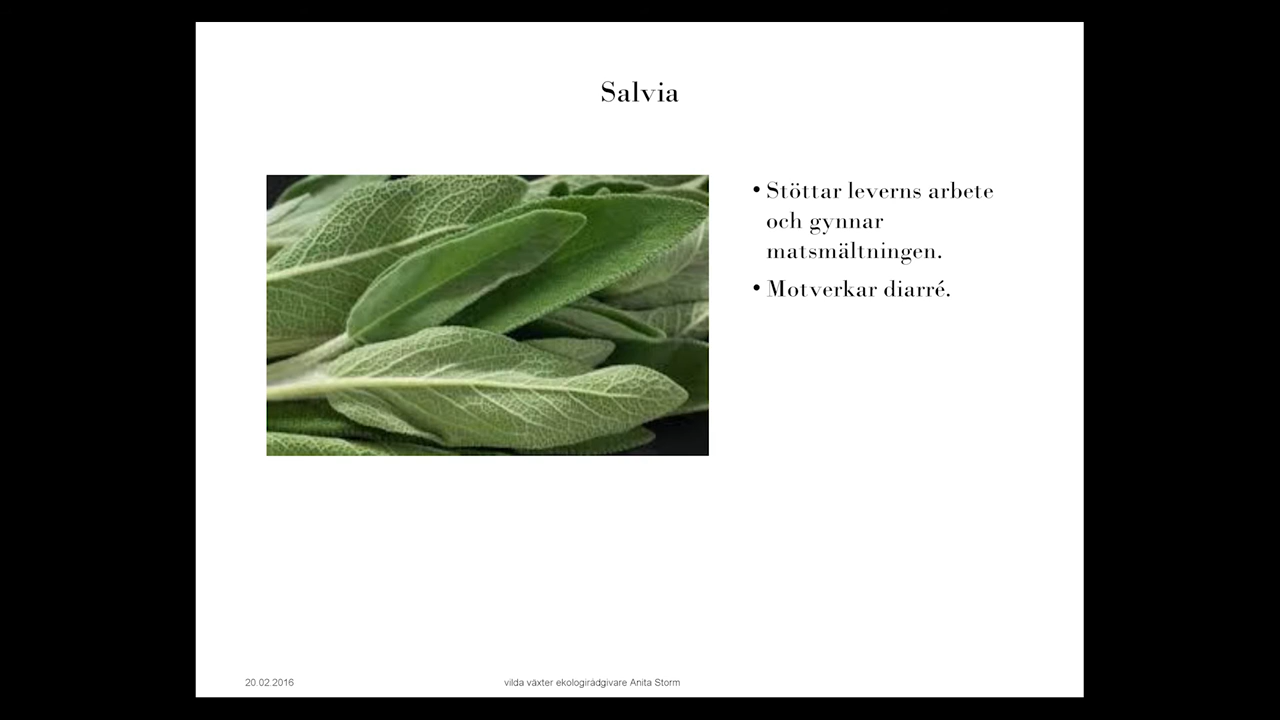 Salvia
• Stöttar leverns arbete
och gynnar
matsmältningen.
• Motverkar diarré.
20.02.2016
vilda växter ekologirådgivare Anita Storm